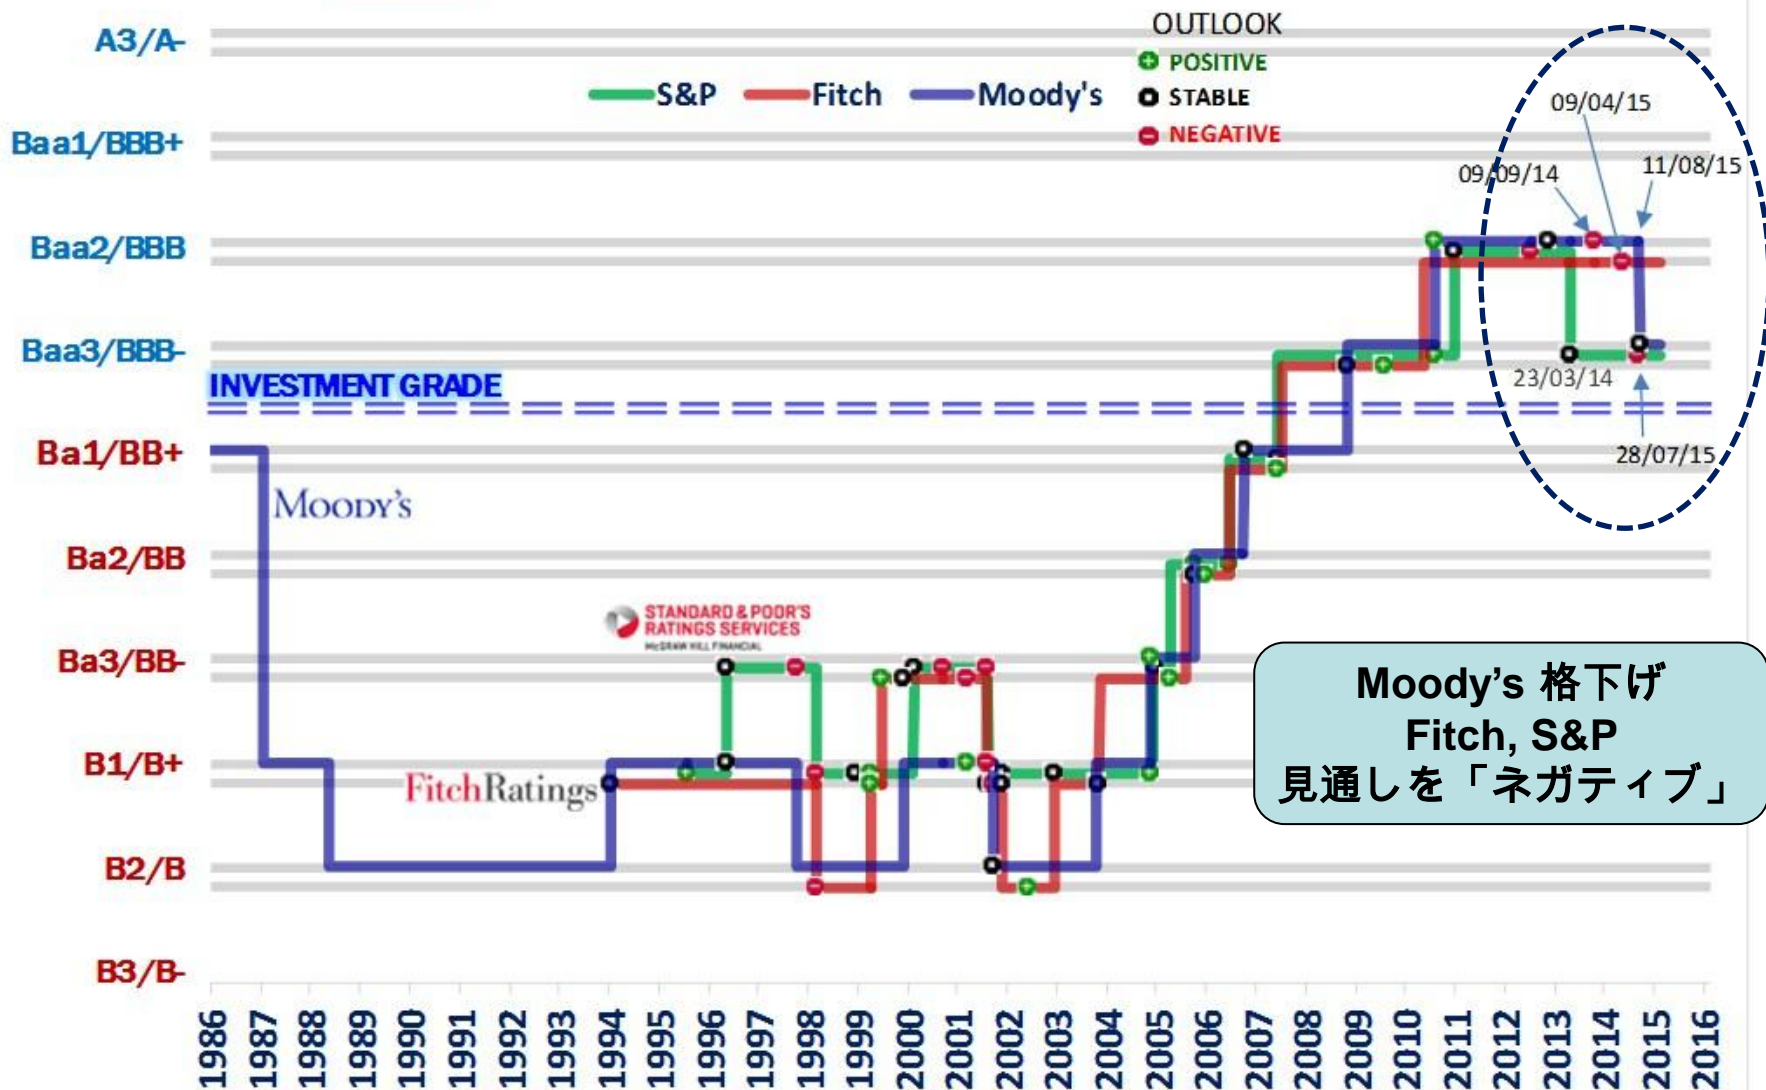 OUTLOOK
POSITIVE
STABLE
NEGATIVE
S&P
Fitch
Moody's
A3/A-
Baa1/BBB+
Baa2/BBB
Baa3/BBB-
INVESTMENT GRADE
Ba1/BB+
Ba2/BB
Ba3/BB-
B1/B+
B2/B
B3/B-
09/04/15
09/09/14
11/08/15
23/03/14
28/07/15
MOODY'S
STANDARD & POOR'S
RATINGS SERVICES
McGRAW HILL FINANCIAL
FitchRatings
Moody's 格下げ
Fitch, S&P
見通しを「ネガティブ」
1986
1987
1988
1989
1990
1991
1992
1993
1994
1995
1996
1997
1998
1999
2000
2001
2002
2003
2004
2005
2006
2007
2008
2009
2010
2011
2012
2013
2014
2015
2016